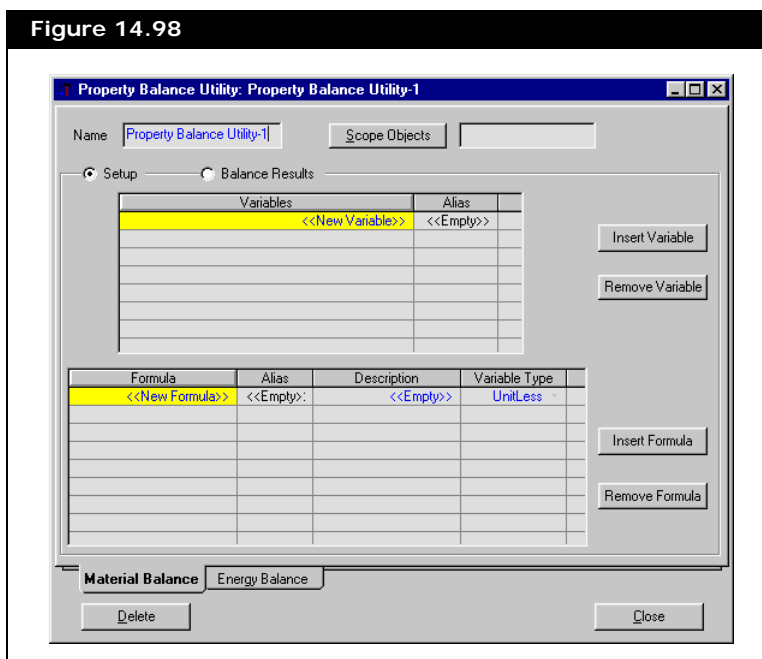 Figure 14.98
Property Balance Utility: Property Balance Utility-1
Name Property Balance Utility-1 Scope Objects
Setup Balance Results
Variables Alias
<<New Variable>> <<Empty>>
Insert Variable
Remove Variable
Formula Alias Description Variable Type
<<New Formula>> <<Empty>: <<Empty>> UnitLess
Insert Formula
Remove Formula
Material Balance Energy Balance
Delete Close